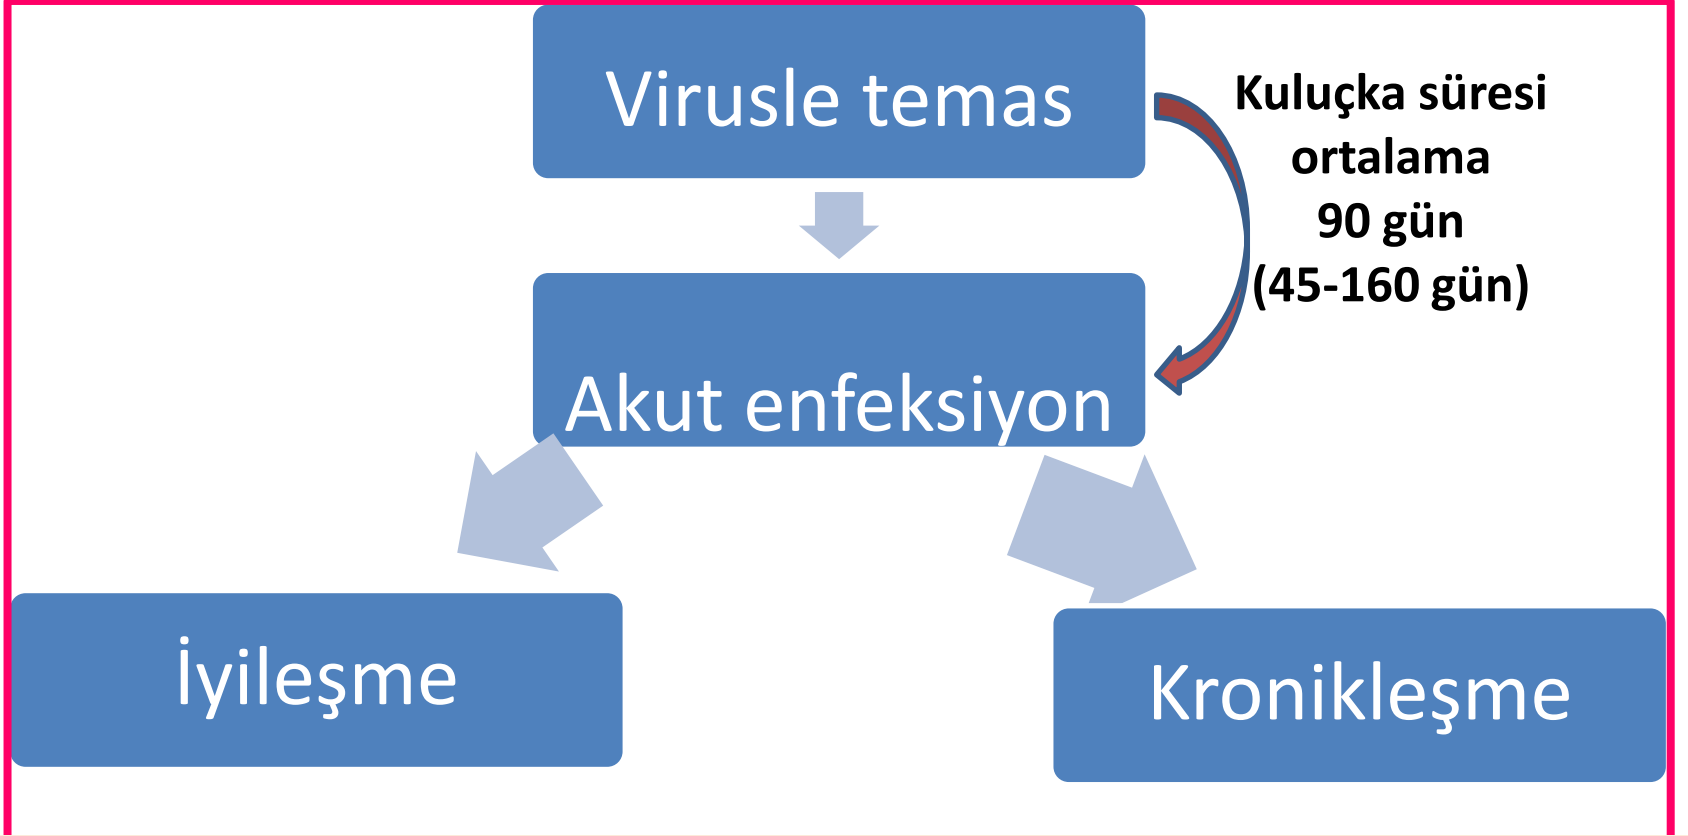 Virusle temas
Kuluçka süresi
ortalama
90 gün
(45-160 gün)
Akut enfeksiyon
İyileşme
Kronikleşme